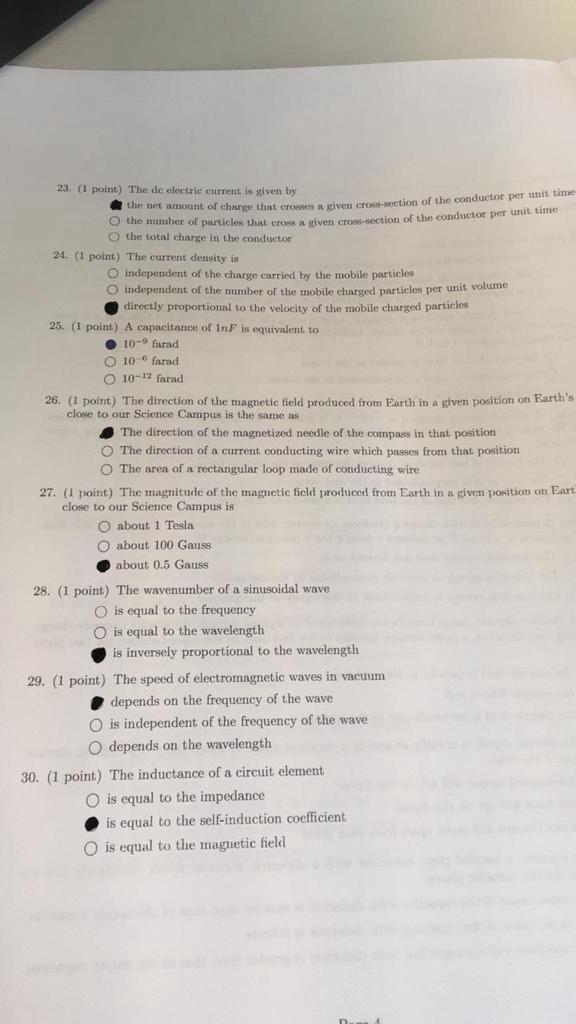 23. (1 point) The dc electric current is given by
the net amount of charge that crosses a given cross-section of the conductor per unit time
the number of particles that cross a given cross-section of the conductor per unit time
the total charge in the conductor
24. (1 point) The current density is
independent of the charge carried by the mobile particles
independent of the number of the mobile charged particles per unit volume
directly proportional to the velocity of the mobile charged particles
25. (1 point) A capacitance of 1nF is equivalent to
10⁻⁹ farad
10⁻⁶ farad
10⁻¹² farad
26. (1 point) The direction of the magnetic field produced from Earth in a given position on Earth's
close to our Science Campus is the same as
The direction of the magnetized needle of the compass in that position
The direction of a current conducting wire which passes from that position
The area of a rectangular loop made of conducting wire
27. (1 point) The magnitude of the magnetic field produced from Earth in a given position on Eart
close to our Science Campus is
about 1 Tesla
about 100 Gauss
about 0.5 Gauss
28. (1 point) The wavenumber of a sinusoidal wave
is equal to the frequency
is equal to the wavelength
is inversely proportional to the wavelength
29. (1 point) The speed of electromagnetic waves in vacuum
depends on the frequency of the wave
is independent of the frequency of the wave
depends on the wavelength
30. (1 point) The inductance of a circuit element
is equal to the impedance
is equal to the self-induction coefficient
is equal to the magnetic field